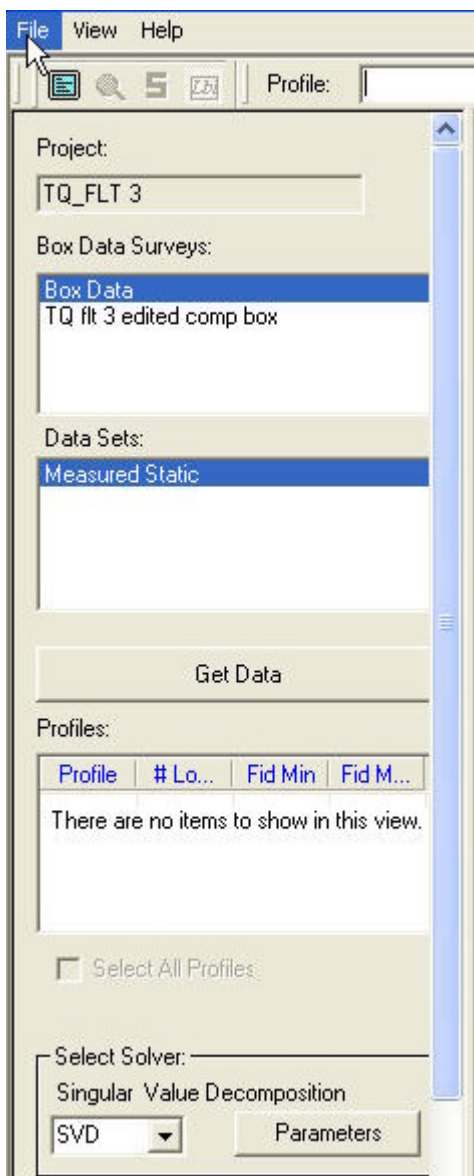 File View Help
Profile:
Project:
TQ_FLT 3
Box Data Surveys:
Box Data
TQ flt 3 edited comp box
Data Sets:
Measured Static
Get Data
Profiles:
Profile # Lo... Fid Min Fid M...
There are no items to show in this view.
Select All Profiles
Select Solver:
Singular Value Decomposition
SVD Parameters